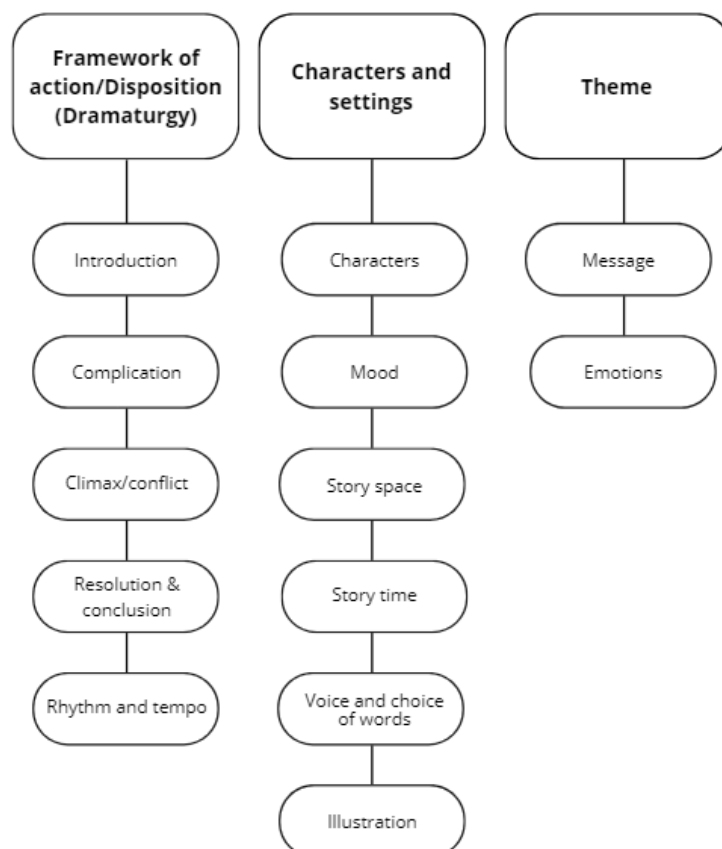 Framework of
action/Disposition
(Dramaturgy)
Introduction
Complication
Climax/conflict
Resolution &
conclusion
Rhythm and tempo
Characters and
settings
Characters
Mood
Story space
Story time
Voice and choice
of words
Illustration
Theme
Message
Emotions